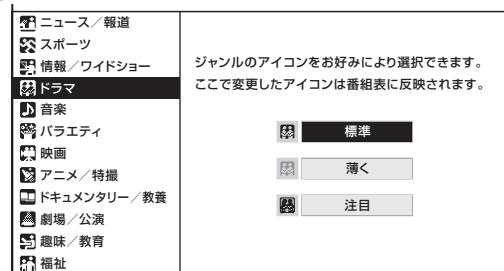 ニュース／報道
スポーツ
情報／ワイドショー
ドラマ
音楽
バラエティ
映画
アニメ／特撮
ドキュメンタリー／教養
劇場／公演
趣味／教育
福祉
ジャンルのアイコンをお好みにより選択できます。
ここで変更したアイコンは番組表に反映されます。
標準
薄く
注目